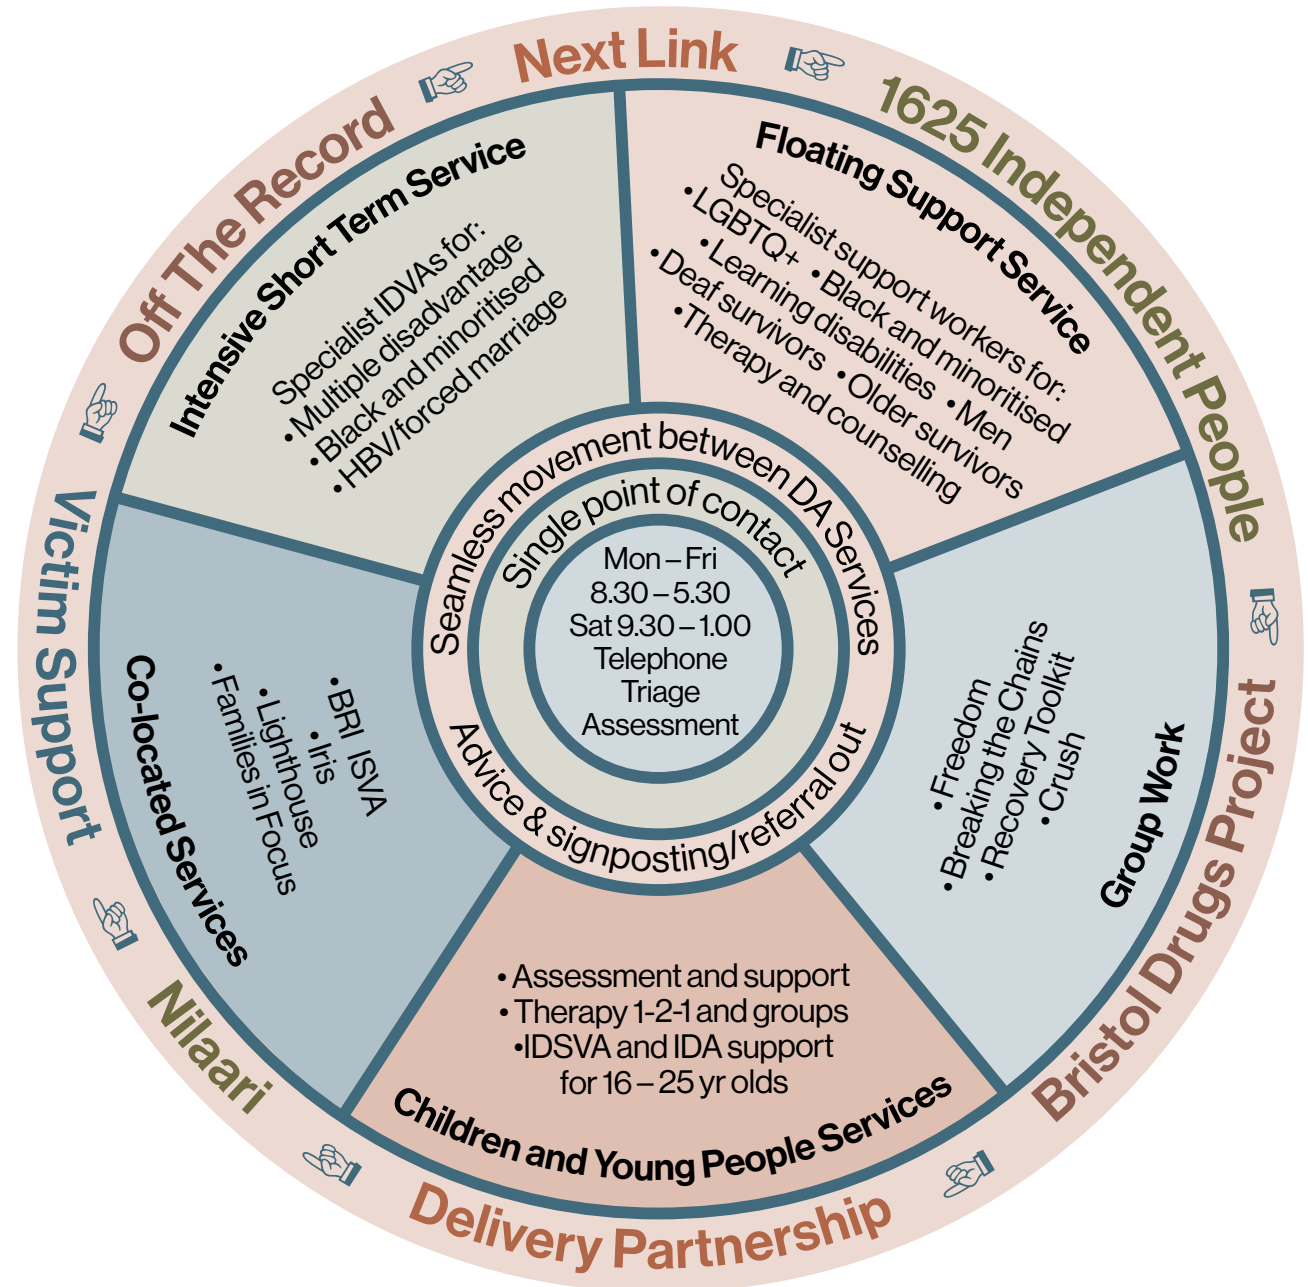 Next Link
1625 Independent People
Bristol Drugs Project
Delivery Partnership
Nilaari
Victim Support
Off The Record
Intensive Short Term Service
Specialist IDVAs for:
• Multiple disadvantage
• Black and minoritised
• HBV/forced marriage
Floating Support Service
Specialist support workers for:
• LGBTQ+ • Black and minoritised
• Learning disabilities • Men
• Deaf survivors • Older survivors
• Therapy and counselling
Group Work
• Freedom
• Breaking the Chains
• Recovery Toolkit
• Crush
• Assessment and support
• Therapy 1-2-1 and groups
• IDSVA and IDA support
for 16 – 25 yr olds
Children and Young People Services
Co-located Services
• BRI ISVA
• Iris
• Lighthouse
• Families in Focus
Seamless movement between DA Services
Advice & signposting/referral out
Single point of contact
Mon – Fri
8.30 – 5.30
Sat 9.30 – 1.00
Telephone
Triage
Assessment